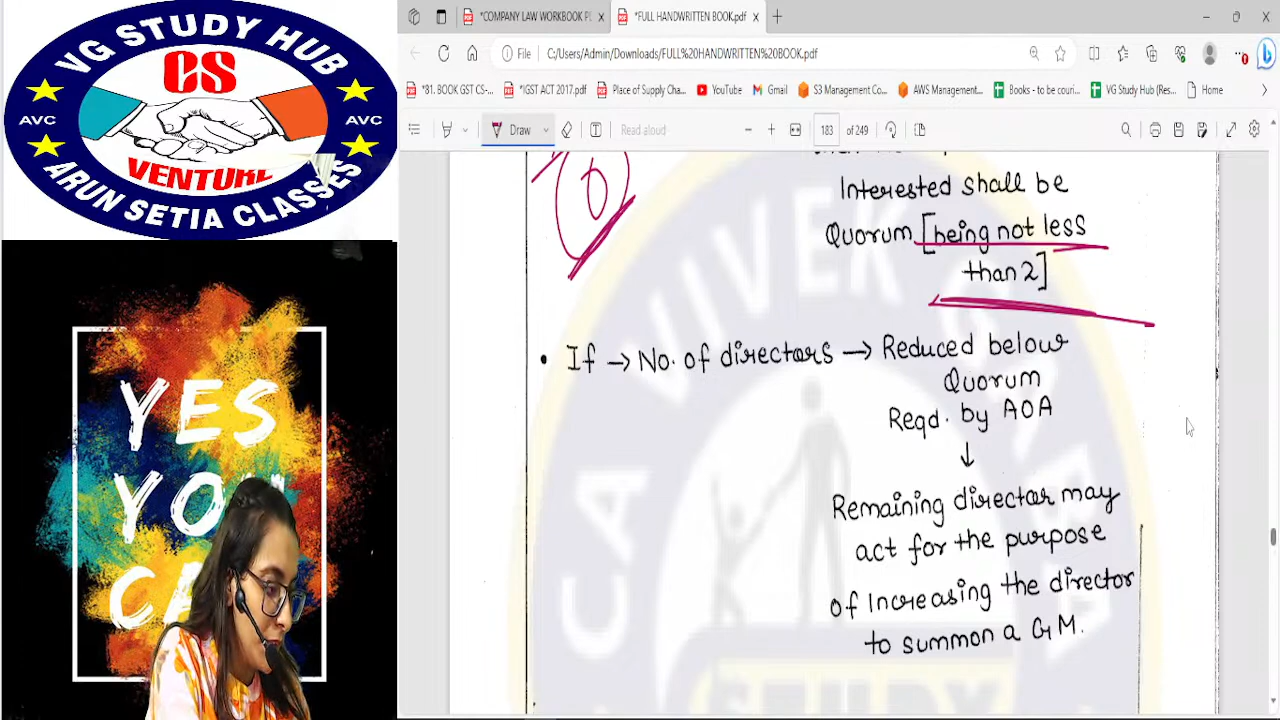 VG STUDY HUB
CS
AVC
AVC
VENTURE
ARUN SETIA CLASSES
YES
YOU
*COMPANY LAW WORKBOOK P
*FULL HANDWRITTEN BOOK.pdf
File
C:/Users/Admin/Downloads/FULL%20HANDWRITTEN%20BOOK.pdf
*81. BOOK GST CS-...
*IGST ACT 2017.pdf
Place of Supply Cha...
YouTube
Gmail
S3 Management Co...
AWS Management...
Books - to be couri...
VG Study Hub (Res...
Home
Draw
Read aloud
183
of 249
Interested shall be
Quorum [being not less
than 2]
• If → No. of directors → Reduced below
Quorum
Reqd. by AOA
↓
Remaining director may
act for the purpose
of Increasing the director
to summon a GM.